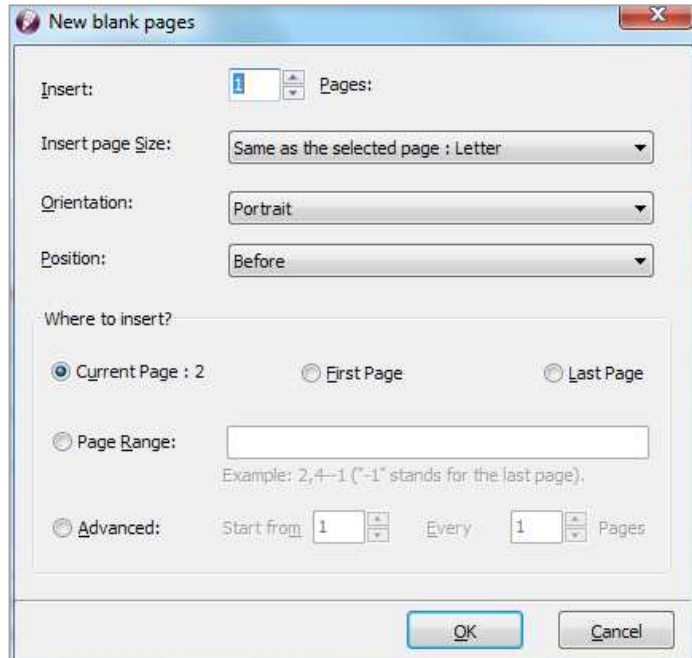 New blank pages
Insert: 1 Pages:
Insert page Size: Same as the selected page : Letter
Orientation: Portrait
Position: Before
Where to insert?
Current Page : 2 First Page Last Page
Page Range:
Example: 2,4--1 ("-1" stands for the last page).
Advanced: Start from 1 Every 1 Pages
OK Cancel